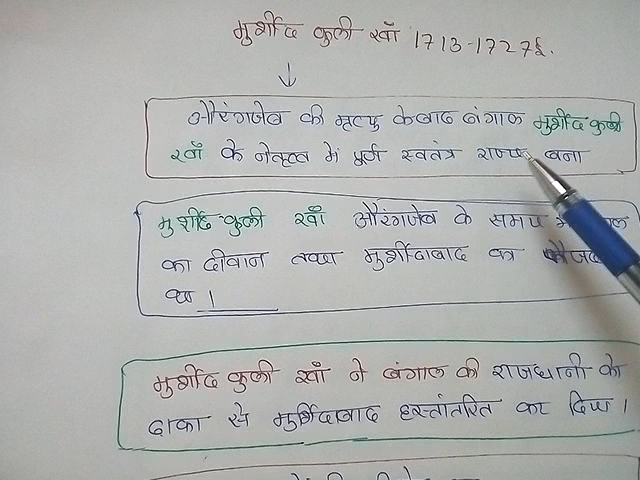 मुर्शीद कुली खाँ 1713-1727ई.
औरंगजेब की मृत्यु के बाद बंगाल मुर्शीद कुली
खाँ के नेतृत्व में पूर्ण स्वतंत्र राज्य बना
मुर्शीद कुली खाँ औरंगजेब के समय
का दीवान तथा मुर्शीदाबाद का
था।
मुर्शीद कुली खाँ ने बंगाल की राजधानी को
ढाका से मुर्शिदाबाद हस्तांतरित कर दिया।